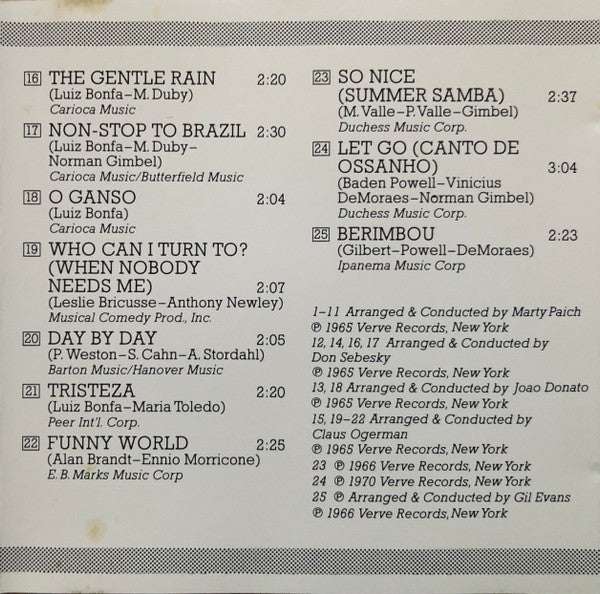 16 THE GENTLE RAIN 2:20
(Luiz Bonfa–M. Duby)
Carioca Music
17 NON-STOP TO BRAZIL 2:30
(Luiz Bonfa–M. Duby–
Norman Gimbel)
Carioca Music/Butterfield Music
18 O GANSO 2:04
(Luiz Bonfa)
Carioca Music
19 WHO CAN I TURN TO?
(WHEN NOBODY
NEEDS ME) 2:07
(Leslie Bricusse–Anthony Newley)
Musical Comedy Prod., Inc.
20 DAY BY DAY 2:05
(P. Weston–S. Cahn–A. Stordahl)
Barton Music/Hanover Music
21 TRISTEZA 2:20
(Luiz Bonfa–Maria Toledo)
Peer Int'l. Corp.
22 FUNNY WORLD 2:25
(Alan Brandt–Ennio Morricone)
E.B. Marks Music Corp
23 SO NICE
(SUMMER SAMBA) 2:37
(M. Valle–P. Valle–Gimbel)
Duchess Music Corp.
24 LET GO (CANTO DE
OSSANHO) 3:04
(Baden Powell–Vinicius
DeMoraes–Norman Gimbel)
Duchess Music Corp.
25 BERIMBOU 2:23
(Gilbert–Powell–DeMoraes)
Ipanema Music Corp
1–11 Arranged & Conducted by Marty Paich
℗ 1965 Verve Records, New York
12, 14, 16, 17 Arranged & Conducted by
Don Sebesky
℗ 1965 Verve Records, New York
13, 18 Arranged & Conducted by Joao Donato
℗ 1965 Verve Records, New York
15, 19–22 Arranged & Conducted by
Claus Ogerman
℗ 1965 Verve Records, New York
23 ℗ 1966 Verve Records, New York
24 ℗ 1970 Verve Records, New York
25 ℗ Arranged & Conducted by Gil Evans
℗ 1966 Verve Records, New York